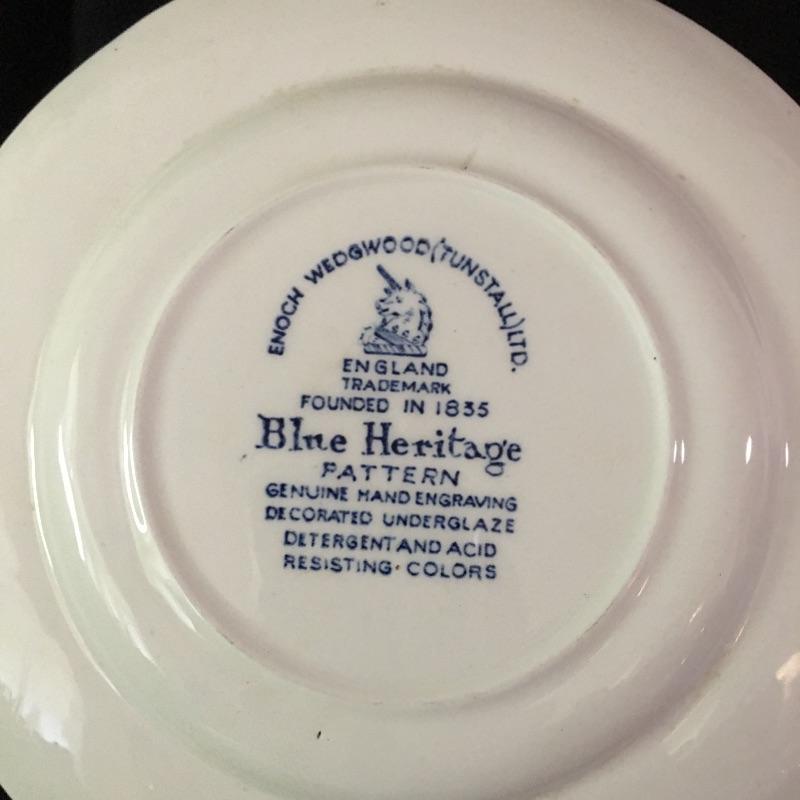 ENOCH WEDGWOOD (TUNSTALL) LTD.
ENGLAND
TRADEMARK
FOUNDED IN 1835
Blue Heritage
PATTERN
GENUINE HAND ENGRAVING
DECORATED UNDERGLAZE
DETERGENT AND ACID
RESISTING COLORS